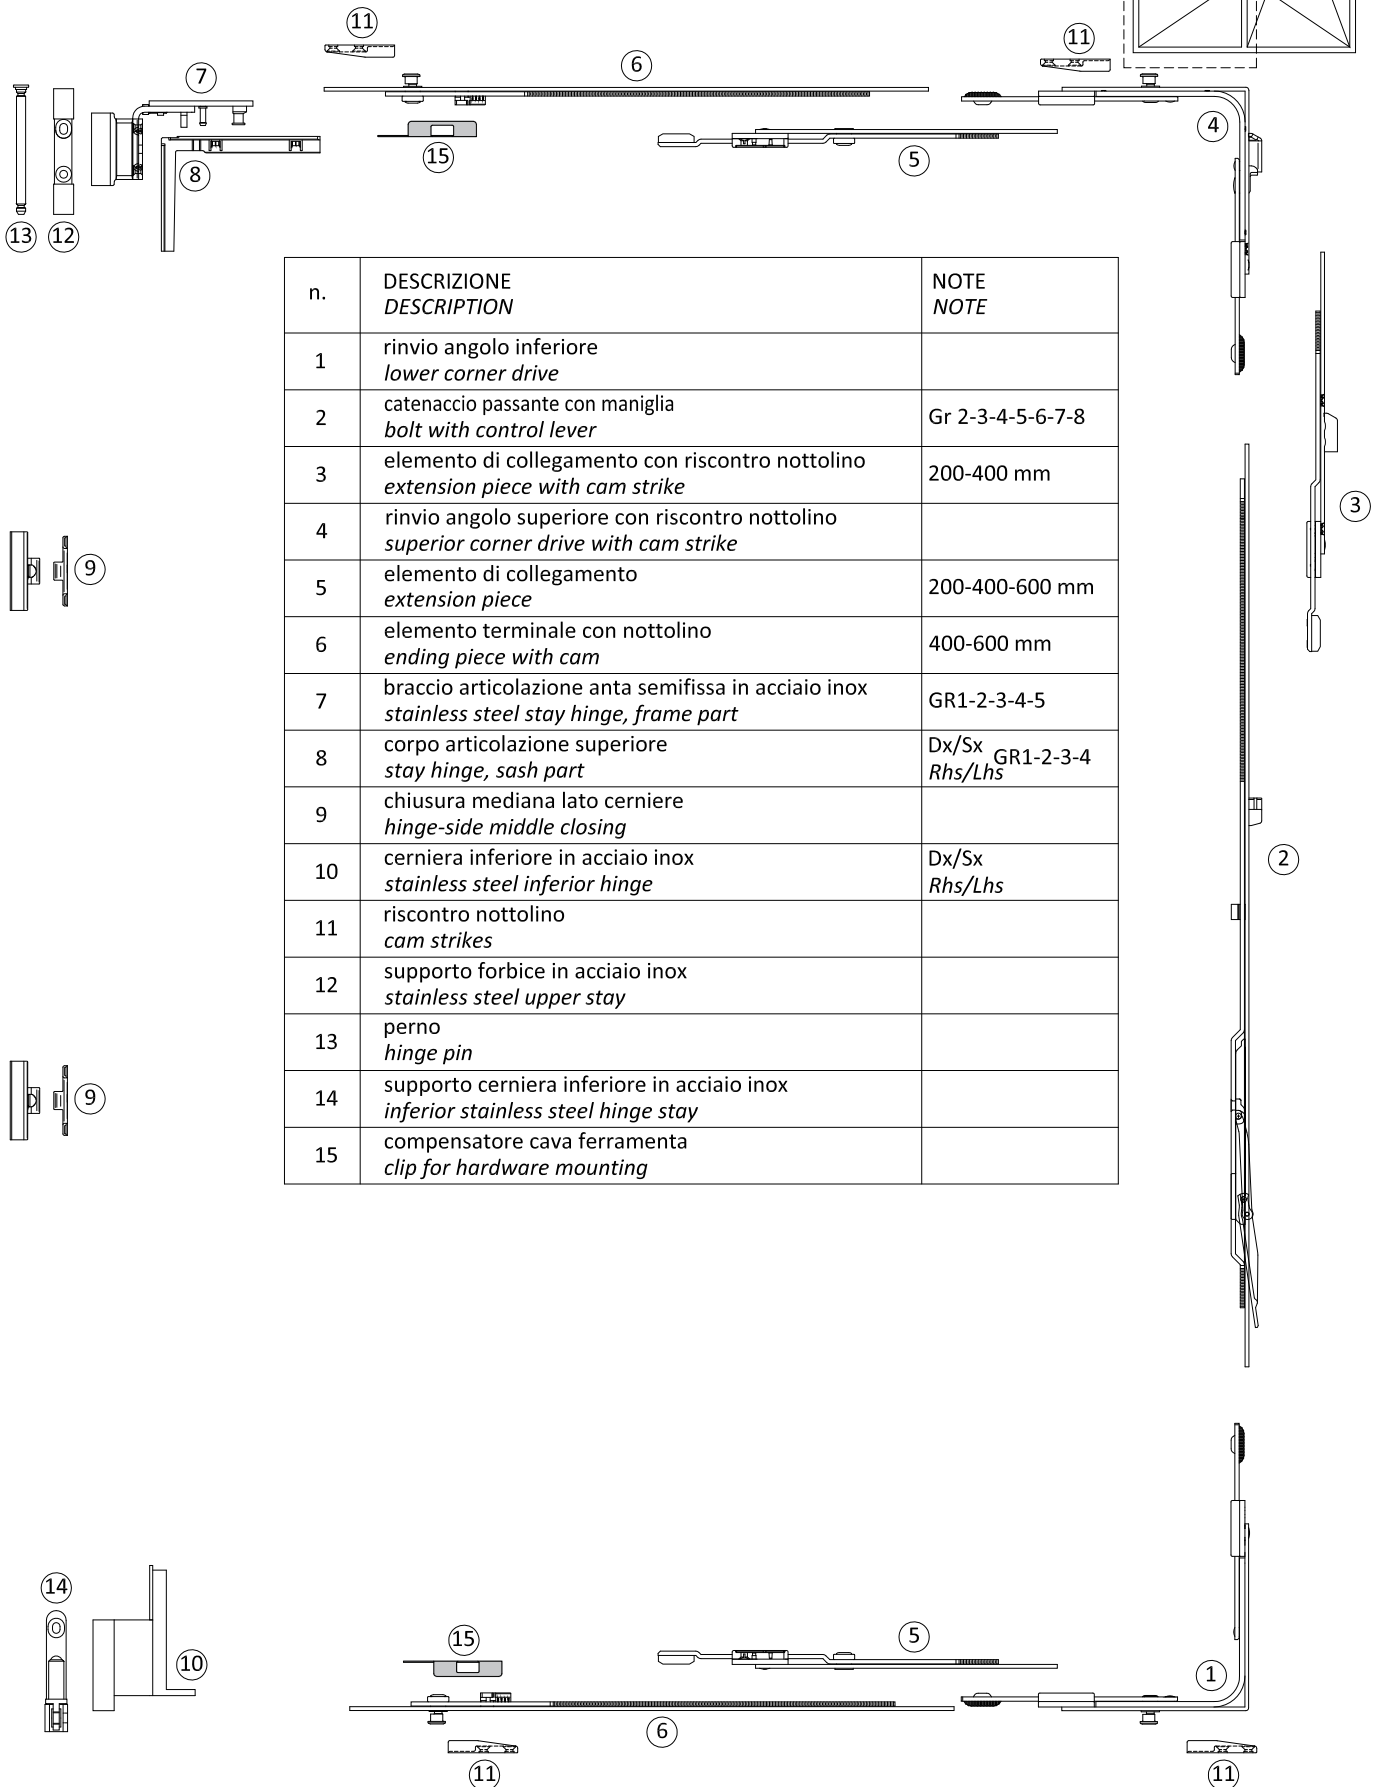 11
11
6
7
4
15
5
8
13
12
n.
DESCRIZIONE
DESCRIPTION
NOTE
NOTE
1
rinvio angolo inferiore
lower corner drive
2
catenaccio passante con maniglia
bolt with control lever
Gr 2-3-4-5-6-7-8
3
elemento di collegamento con riscontro nottolino
extension piece with cam strike
200-400 mm
4
rinvio angolo superiore con riscontro nottolino
superior corner drive with cam strike
5
elemento di collegamento
extension piece
200-400-600 mm
6
elemento terminale con nottolino
ending piece with cam
400-600 mm
7
braccio articolazione anta semifissa in acciaio inox
stainless steel stay hinge, frame part
GR1-2-3-4-5
8
corpo articolazione superiore
stay hinge, sash part
Dx/Sx
Rhs/Lhs
GR1-2-3-4
9
chiusura mediana lato cerniere
hinge-side middle closing
10
cerniera inferiore in acciaio inox
stainless steel inferior hinge
Dx/Sx
Rhs/Lhs
11
riscontro nottolino
cam strikes
12
supporto forbice in acciaio inox
stainless steel upper stay
13
perno
hinge pin
14
supporto cerniera inferiore in acciaio inox
inferior stainless steel hinge stay
15
compensatore cava ferramenta
clip for hardware mounting
3
9
2
9
14
10
15
5
1
6
11
11